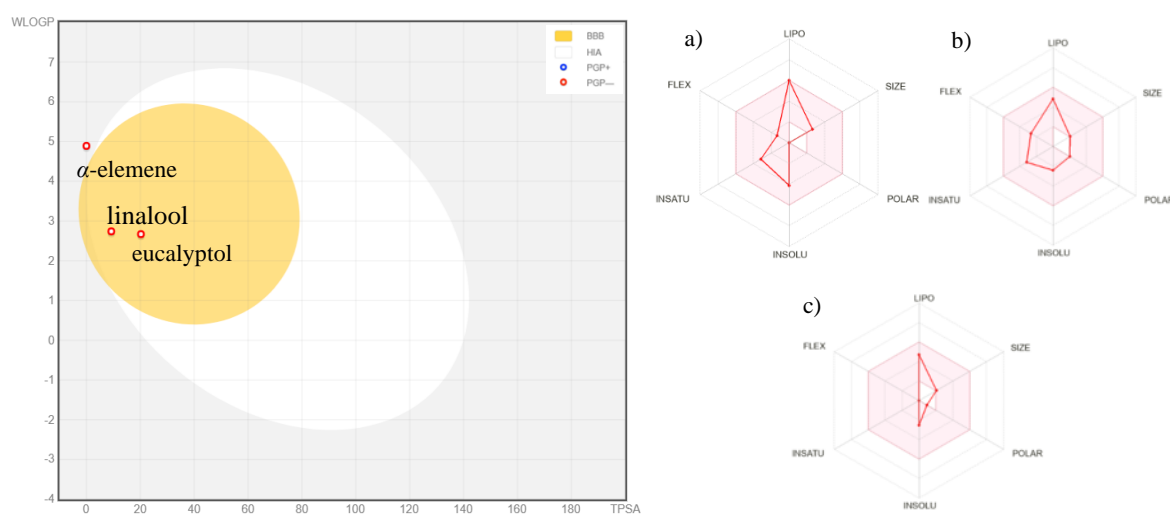 WLOGP
7
6
5
4
3
2
1
0
-1
-2
-3
-4
0
20
40
60
80
100
120
140
160
180
TPSA
BBB
HIA
PGP+
PGP—
α-elemene
linalool
eucalyptol
a)
LIPO
FLEX
SIZE
INSATU
POLAR
INSOLU
b)
LIPO
FLEX
SIZE
INSATU
POLAR
INSOLU
c)
LIPO
FLEX
SIZE
INSATU
POLAR
INSOLU